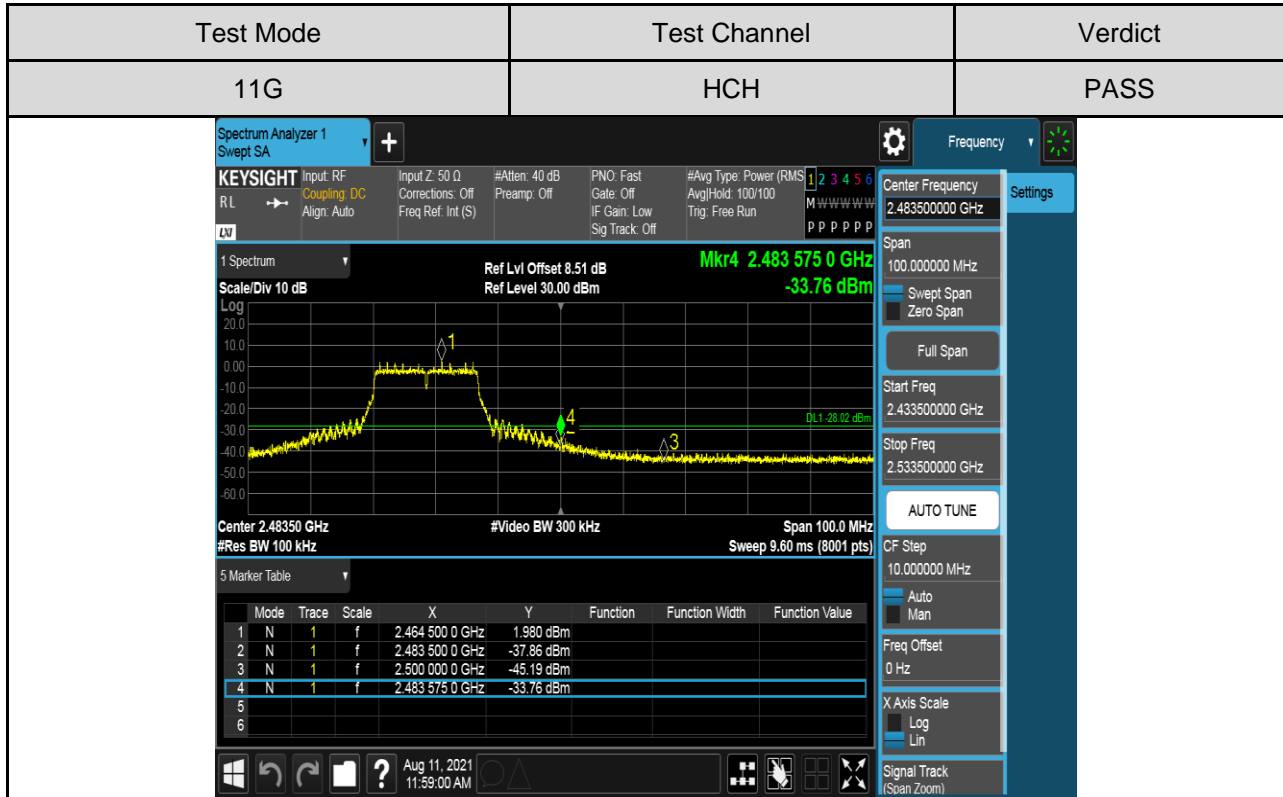 Test Mode Test Channel Verdict
11G HCH PASS
Spectrum Analyzer 1
Swept SA
+
Frequency
KEYSIGHT Input: RF Input Z: 50 Ω #Atten: 40 dB PNO: Fast #Avg Type: Power (RMS 1 2 3 4 5 6
RL Coupling: DC Corrections: Off Preamp: Off Gate: Off Avg|Hold: 100/100 M W W W W W
Align: Auto Freq Ref: Int (S) IF Gain: Low Trig: Free Run
LXI Sig Track: Off P P P P P P
Center Frequency
2.483500000 GHz
Settings
Span
100.000000 MHz
Swept Span
Zero Span
Full Span
Start Freq
2.433500000 GHz
Stop Freq
2.533500000 GHz
AUTO TUNE
CF Step
10.000000 MHz
Auto
Man
Freq Offset
0 Hz
X Axis Scale
Log
Lin
Signal Track
(Span Zoom)
1 Spectrum Ref Lvl Offset 8.51 dB Mkr4 2.483 575 0 GHz
Scale/Div 10 dB Ref Level 30.00 dBm -33.76 dBm
Log
20.0
10.0
0.00
-10.0
-20.0
-30.0
-40.0
-50.0
-60.0
1
4
3
DL1 -28.02 dBm
Center 2.48350 GHz #Video BW 300 kHz Span 100.0 MHz
#Res BW 100 kHz Sweep 9.60 ms (8001 pts)
5 Marker Table
Mode Trace Scale X Y Function Function Width Function Value
1 N 1 f 2.464 500 0 GHz 1.980 dBm
2 N 1 f 2.483 500 0 GHz -37.86 dBm
3 N 1 f 2.500 000 0 GHz -45.19 dBm
4 N 1 f 2.483 575 0 GHz -33.76 dBm
5
6
? Aug 11, 2021
11:59:00 AM